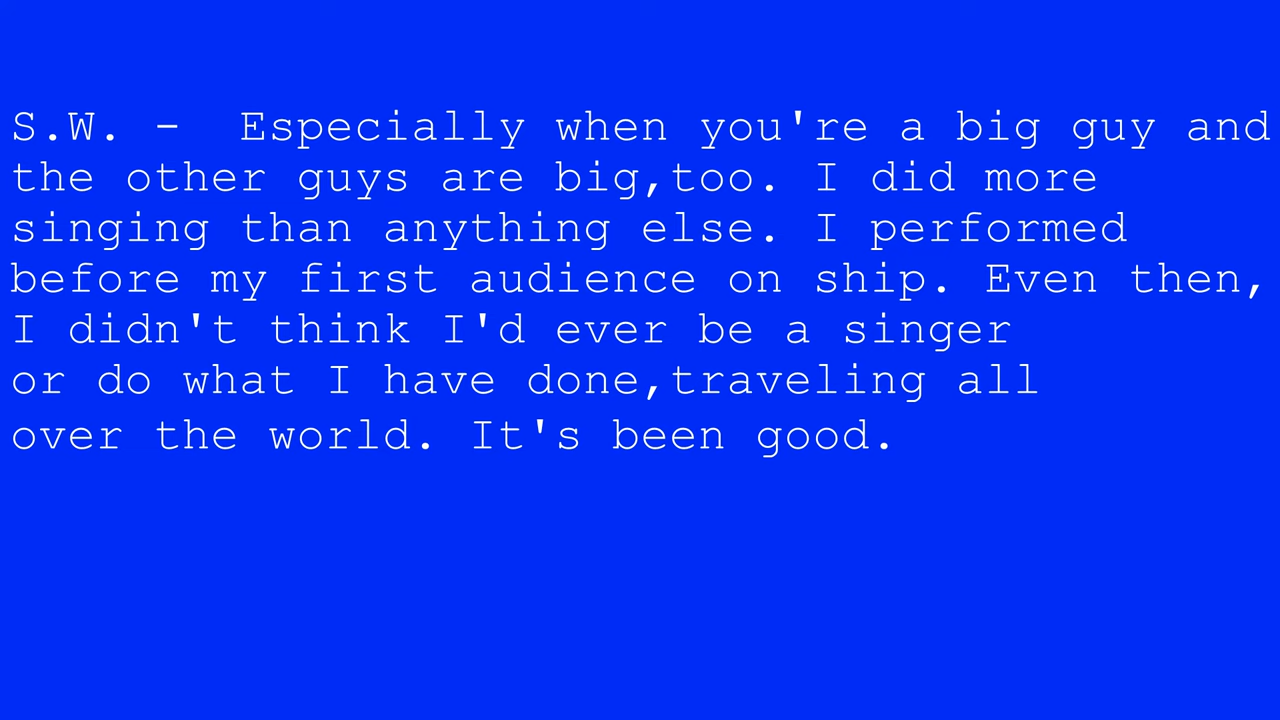 S.W. -  Especially when you're a big guy and
the other guys are big,too. I did more
singing than anything else. I performed
before my first audience on ship. Even then,
I didn't think I'd ever be a singer
or do what I have done,traveling all
over the world. It's been good.